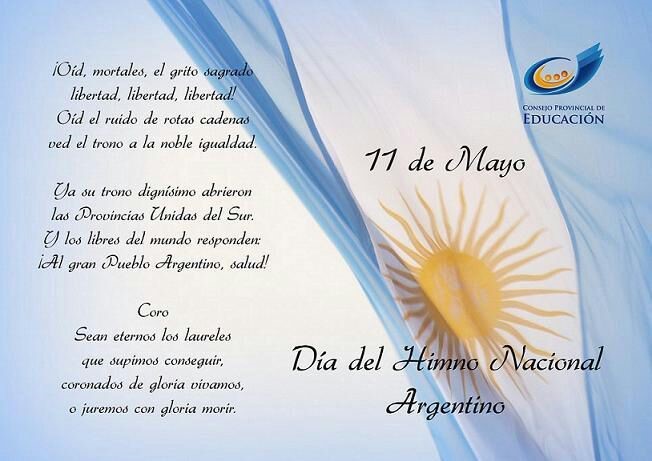 ¡Oíd, mortales, el grito sagrado
libertad, libertad, libertad!
Oíd el ruido de rotas cadenas
ved el trono a la noble igualdad.
Ya su trono dignísimo abrieron
las Provincias Unidas del Sur.
Y los libres del mundo responden:
¡Al gran Pueblo Argentino, salud!
Coro
Sean eternos los laureles
que supimos conseguir,
coronados de gloria vivamos,
o juremos con gloria morir.
CONSEJO PROVINCIAL DE
EDUCACIÓN
11 de Mayo
Día del Himno Nacional
Argentino